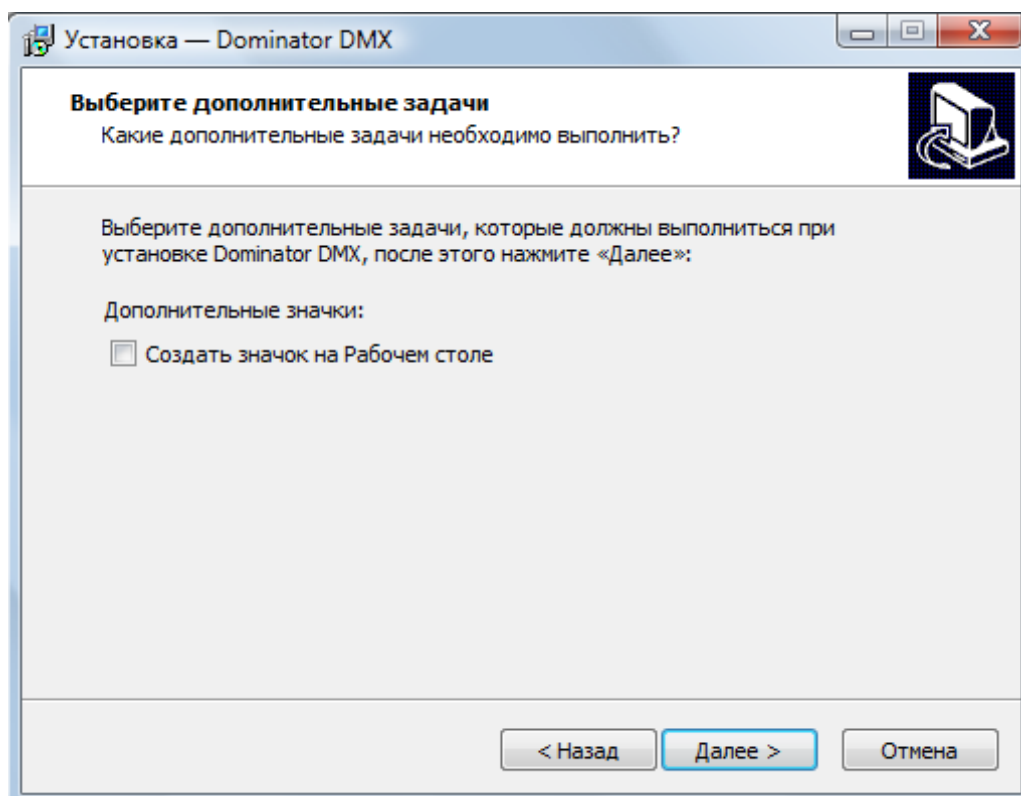 Установка — Dominator DMX
Выберите дополнительные задачи
Какие дополнительные задачи необходимо выполнить?
Выберите дополнительные задачи, которые должны выполниться при
установке Dominator DMX, после этого нажмите «Далее»:
Дополнительные значки:
Создать значок на Рабочем столе
< Назад
Далее >
Отмена